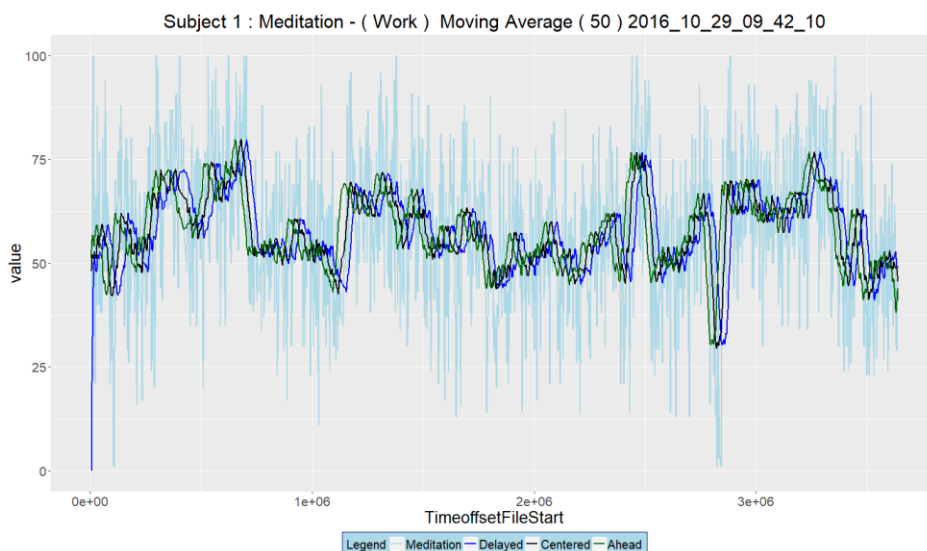 Subject 1 : Meditation - ( Work ) Moving Average ( 50 ) 2016_10_29_09_42_10
value
100
75
50
25
0
0e+00 1e+06 2e+06 3e+06
TimeoffsetFileStart
Legend Meditation Delayed Centered Ahead